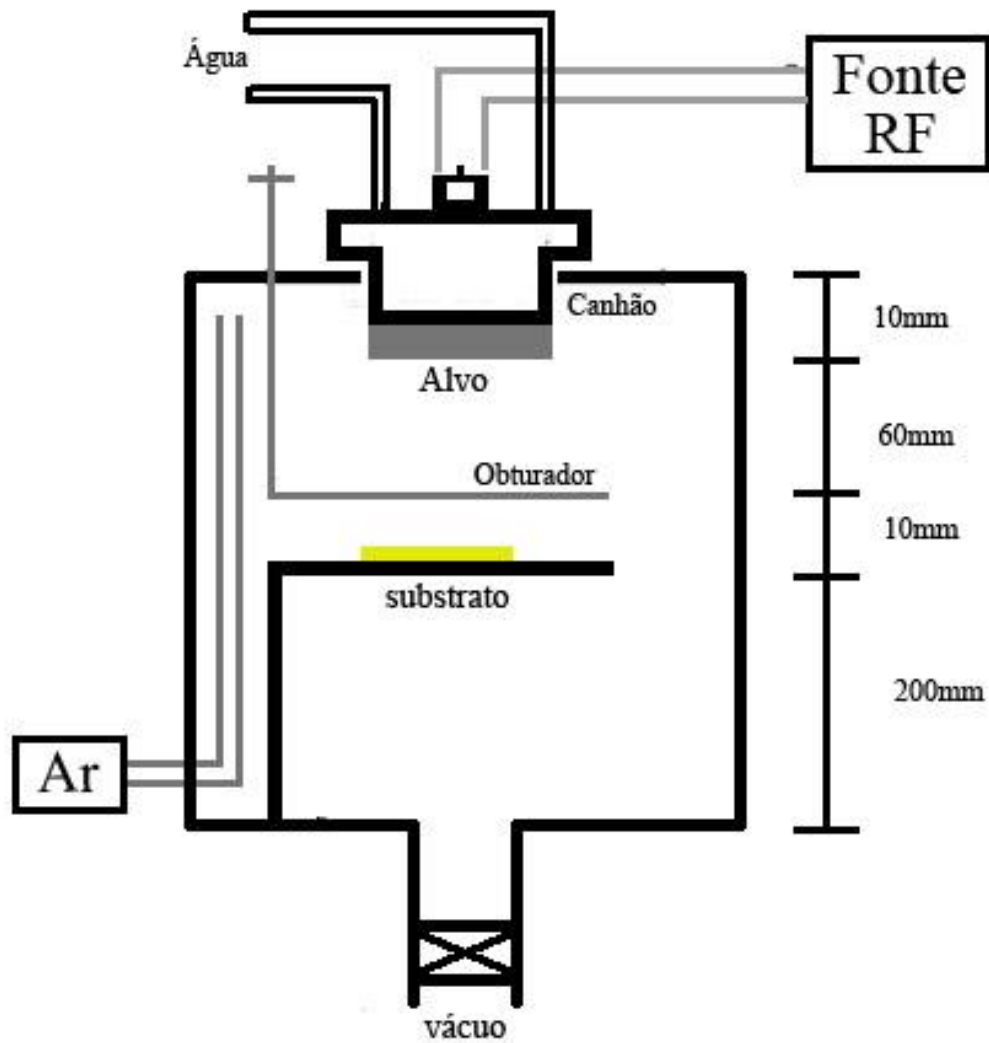 Água
Fonte
RF
Canhão
10mm
Alvo
60mm
Obturador
10mm
substrato
200mm
Ar
vácuo